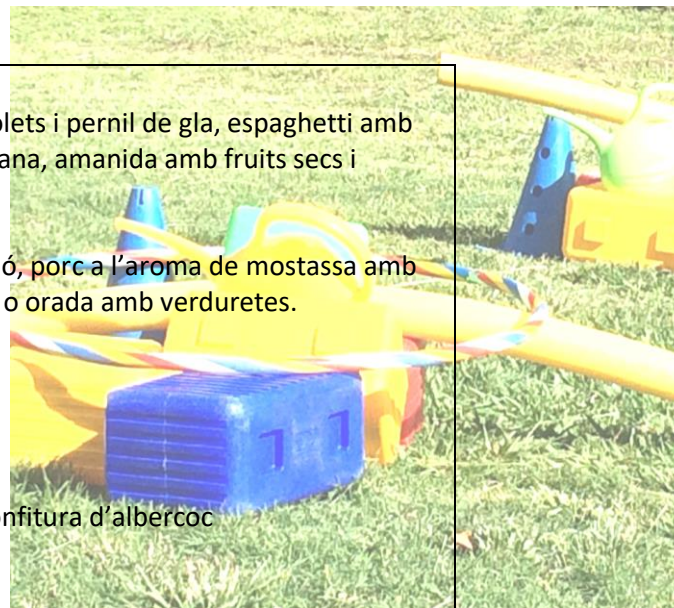 lets i pernil de gla, espaghetti amb
ana, amanida amb fruits secs i
ó, porc a l’aroma de mostassa amb
o orada amb verduretes.
nfitura d’albercoc